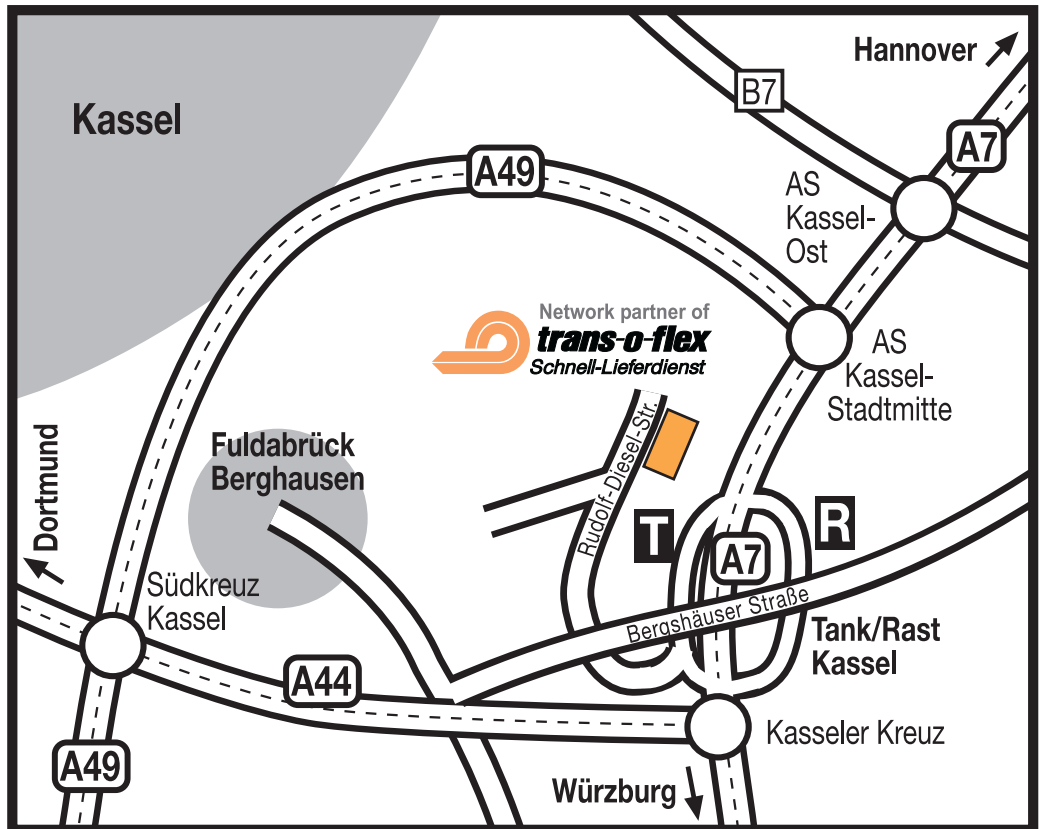 Hannover
B7
Kassel
A7
A49
AS
Kassel-
Ost
Network partner of
trans-o-flex
Schnell-Lieferdienst
AS
Kassel-
Stadtmitte
Rudolf-Diesel-Str.
Fuldabrück
Berghausen
Dortmund
T
R
A7
Südkreuz
Kassel
Bergshäuser Straße
Tank/Rast
Kassel
A44
Kasseler Kreuz
A49
Würzburg